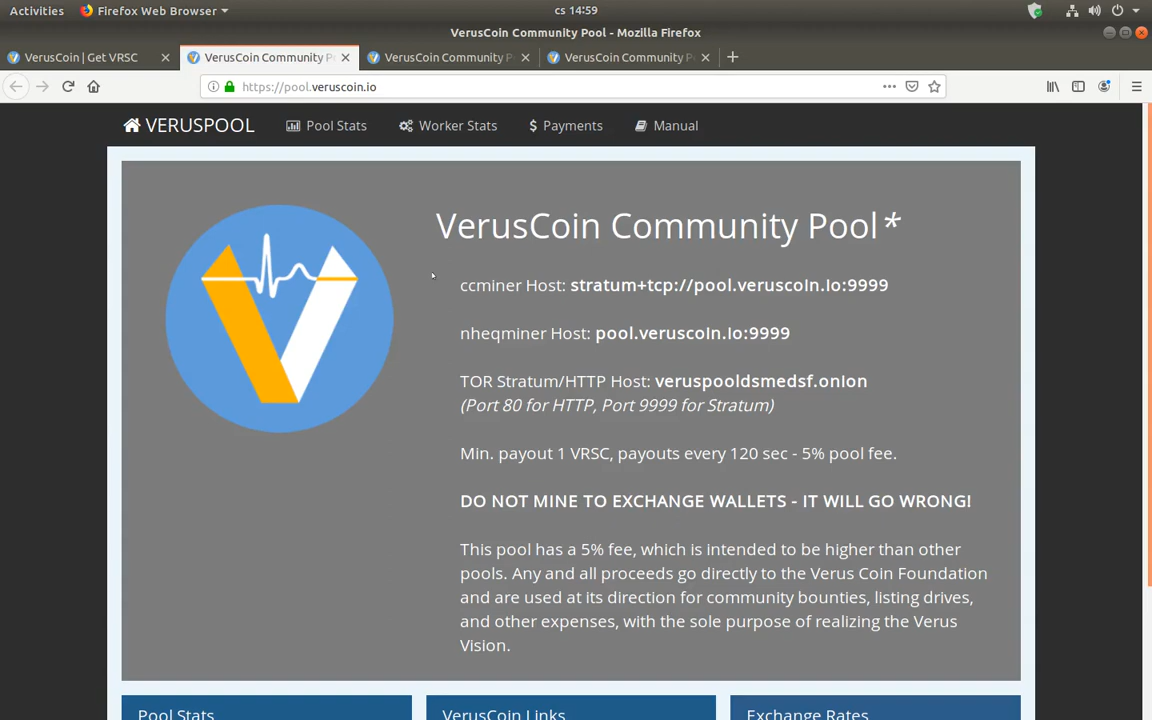 Activities Firefox Web Browser cs 14:59
VerusCoin Community Pool - Mozilla Firefox
VerusCoin | Get VRSC VerusCoin Community P VerusCoin Community P VerusCoin Community P
https://pool.veruscoin.io
VERUSPOOL Pool Stats Worker Stats $ Payments Manual
VerusCoin Community Pool*
ccminer Host: stratum+tcp://pool.veruscoin.io:9999
nheqminer Host: pool.veruscoin.io:9999
TOR Stratum/HTTP Host: veruspooldsmedsf.onion
(Port 80 for HTTP, Port 9999 for Stratum)
Min. payout 1 VRSC, payouts every 120 sec - 5% pool fee.
DO NOT MINE TO EXCHANGE WALLETS - IT WILL GO WRONG!
This pool has a 5% fee, which is intended to be higher than other
pools. Any and all proceeds go directly to the Verus Coin Foundation
and are used at its direction for community bounties, listing drives,
and other expenses, with the sole purpose of realizing the Verus
Vision.
Pool Stats VerusCoin Links Exchange Rates